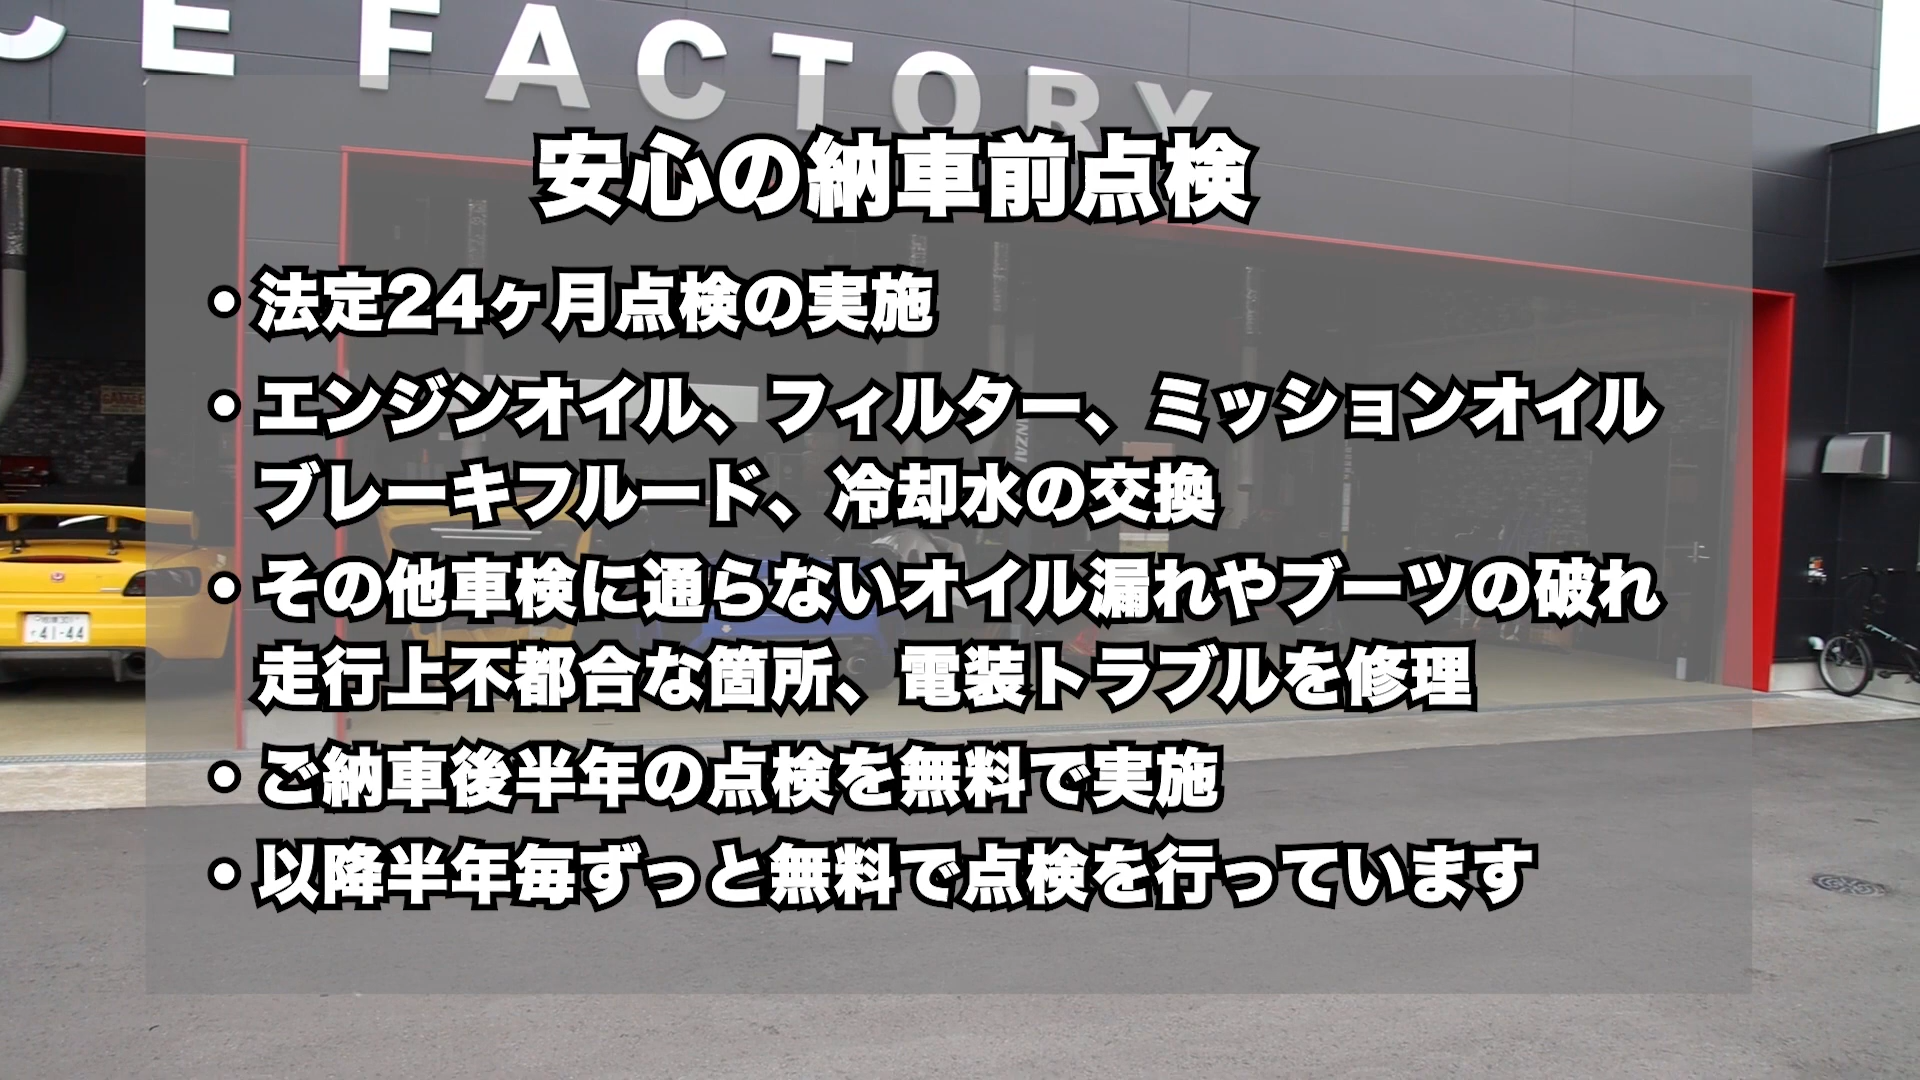 CE FACTORY
安心の納車前点検
・法定24ヶ月点検の実施
・エンジンオイル、フィルター、ミッションオイル
ブレーキフルード、冷却水の交換
・その他車検に通らないオイル漏れやブーツの破れ
走行上不都合な箇所、電装トラブルを修理
・ご納車後半年の点検を無料で実施
・以降半年毎ずっと無料で点検を行っています
NZAI
41-44